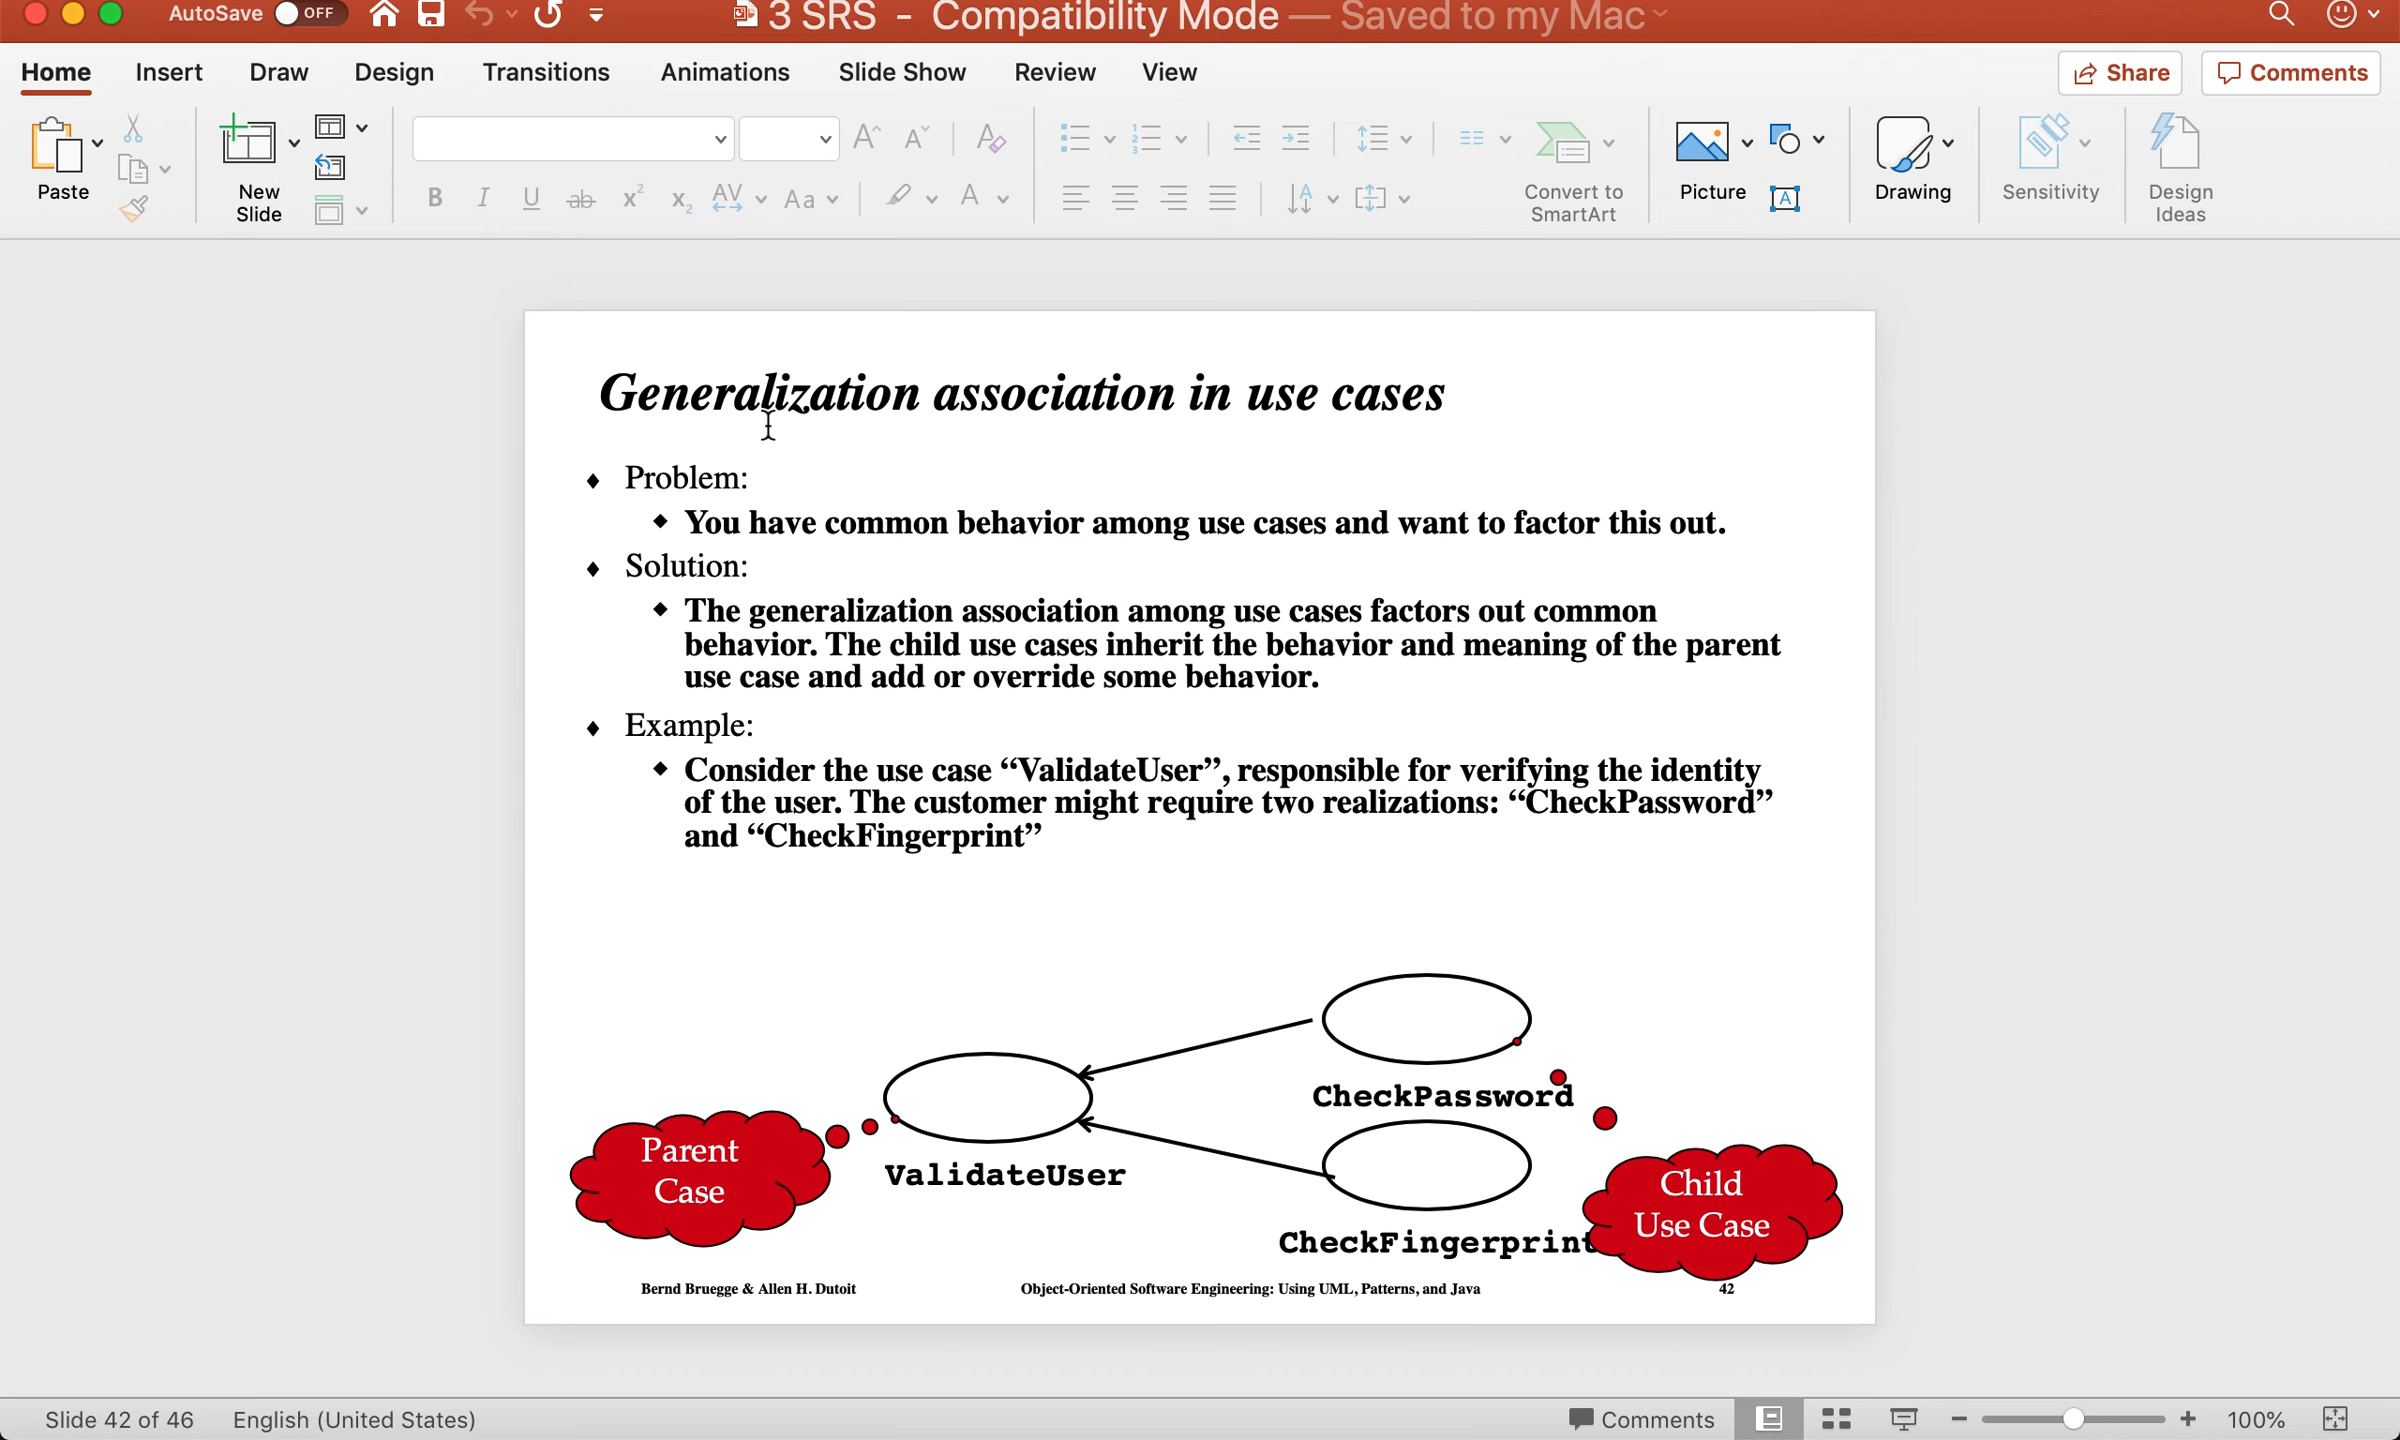 AutoSave OFF 3 SRS - Compatibility Mode — Saved to my Mac
Home Insert Draw Design Transitions Animations Slide Show Review View Share Comments
Paste New Slide Convert to SmartArt Picture Drawing Sensitivity Design Ideas
Generalization association in use cases
Problem:
You have common behavior among use cases and want to factor this out.
Solution:
The generalization association among use cases factors out common
behavior. The child use cases inherit the behavior and meaning of the parent
use case and add or override some behavior.
Example:
Consider the use case “ValidateUser”, responsible for verifying the identity
of the user. The customer might require two realizations: “CheckPassword”
and “CheckFingerprint”
CheckPassword
Parent
Case
ValidateUser
Child
Use Case
CheckFingerprint
Bernd Bruegge & Allen H. Dutoit Object-Oriented Software Engineering: Using UML, Patterns, and Java 42
Slide 42 of 46 English (United States) Comments 100%